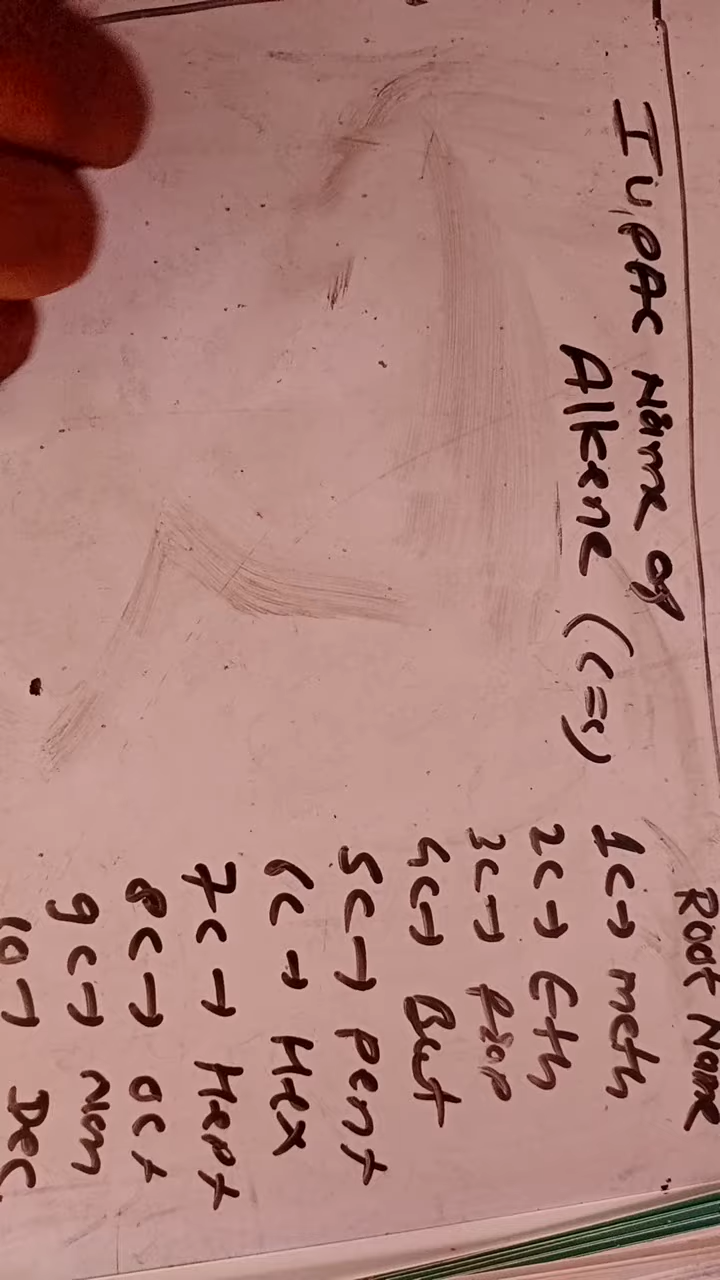 IUPAC Name of
Alkene (C=C)
Root Name
1C → meth
2C → Eth
3C → Prop
4C → But
5C → Pent
6C → Hex
7C → Hept
8C → Oct
9C → Non
10 → Dec